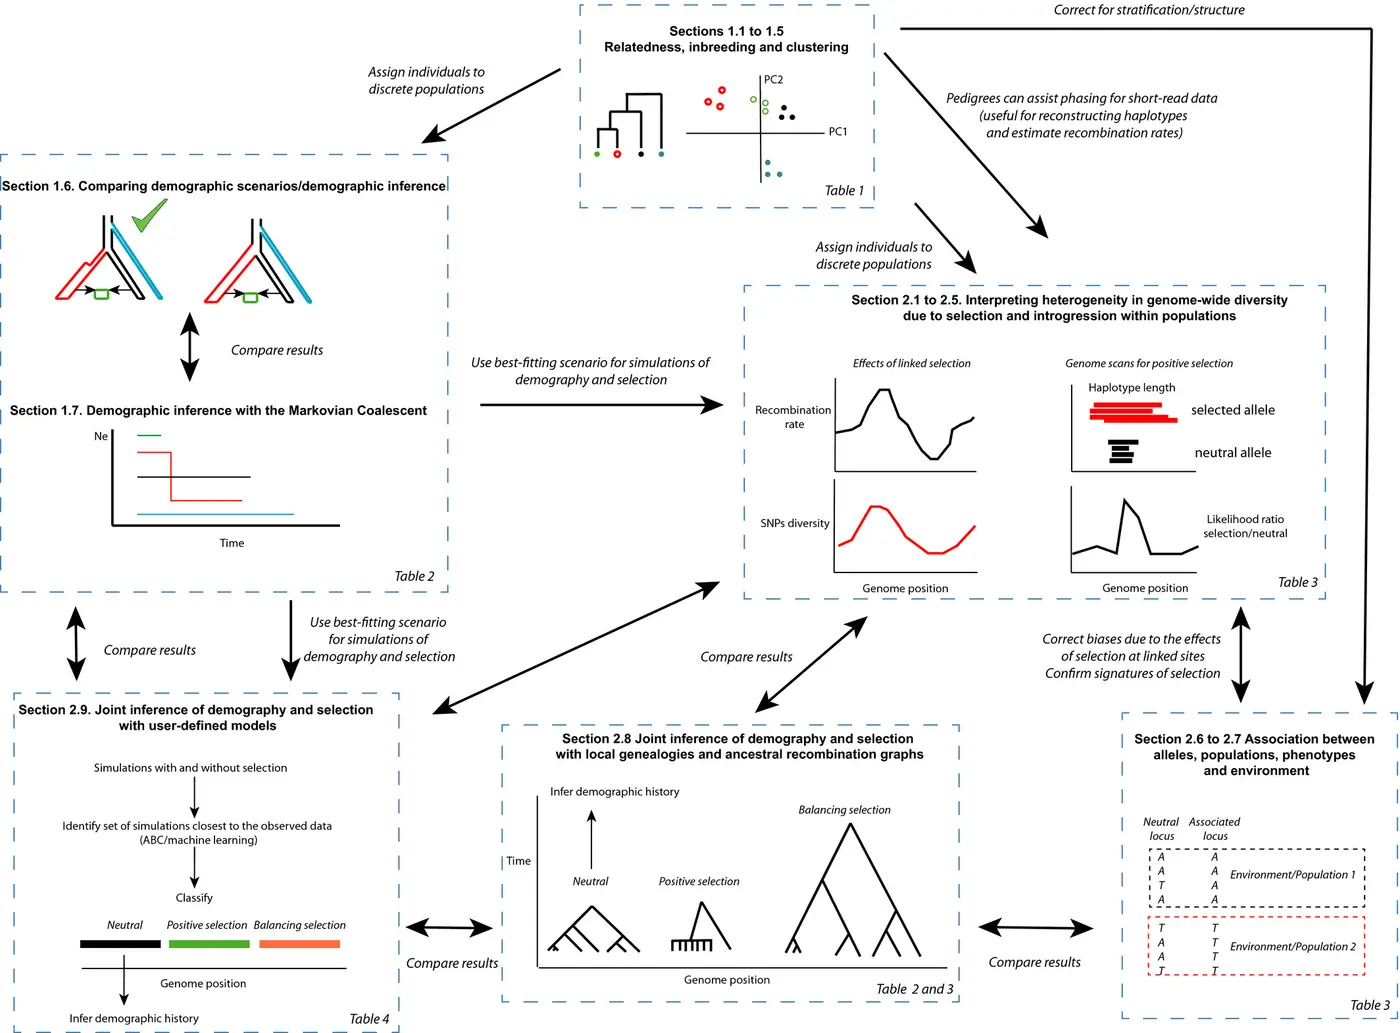 Correct for stratification/structure
Sections 1.1 to 1.5
Relatedness, inbreeding and clustering
PC2
PC1
Table 1
Assign individuals to
discrete populations
Pedigrees can assist phasing for short-read data
(useful for reconstructing haplotypes
and estimate recombination rates)
Assign individuals to
discrete populations
Section 1.6. Comparing demographic scenarios/demographic inference
Compare results
Section 1.7. Demographic inference with the Markovian Coalescent
Ne
Time
Table 2
Use best-fitting scenario for simulations of
demography and selection
Section 2.1 to 2.5. Interpreting heterogeneity in genome-wide diversity
due to selection and introgression within populations
Effects of linked selection
Recombination
rate
SNPs diversity
Genome position
Genome scans for positive selection
Haplotype length
selected allele
neutral allele
Likelihood ratio
selection/neutral
Genome position
Table 3
Compare results
Use best-fitting scenario
for simulations of
demography and selection
Compare results
Correct biases due to the effects
of selection at linked sites
Confirm signatures of selection
Section 2.9. Joint inference of demography and selection
with user-defined models
Simulations with and without selection
Identify set of simulations closest to the observed data
(ABC/machine learning)
Classify
Neutral
Positive selection
Balancing selection
Genome position
Infer demographic history
Table 4
Compare results
Section 2.8 Joint inference of demography and selection
with local genealogies and ancestral recombination graphs
Infer demographic history
Balancing selection
Time
Neutral
Positive selection
Genome position
Table 2 and 3
Compare results
Section 2.6 to 2.7 Association between
alleles, populations, phenotypes
and environment
Neutral
locus
Associated
locus
A A
A A
T A
A A
Environment/Population 1
T T
A T
A T
T T
Environment/Population 2
Table 3